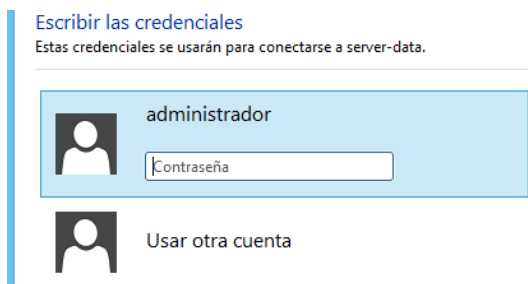 Escribir las credenciales
Estas credenciales se usarán para conectarse a server-data.
administrador
Contraseña
Usar otra cuenta